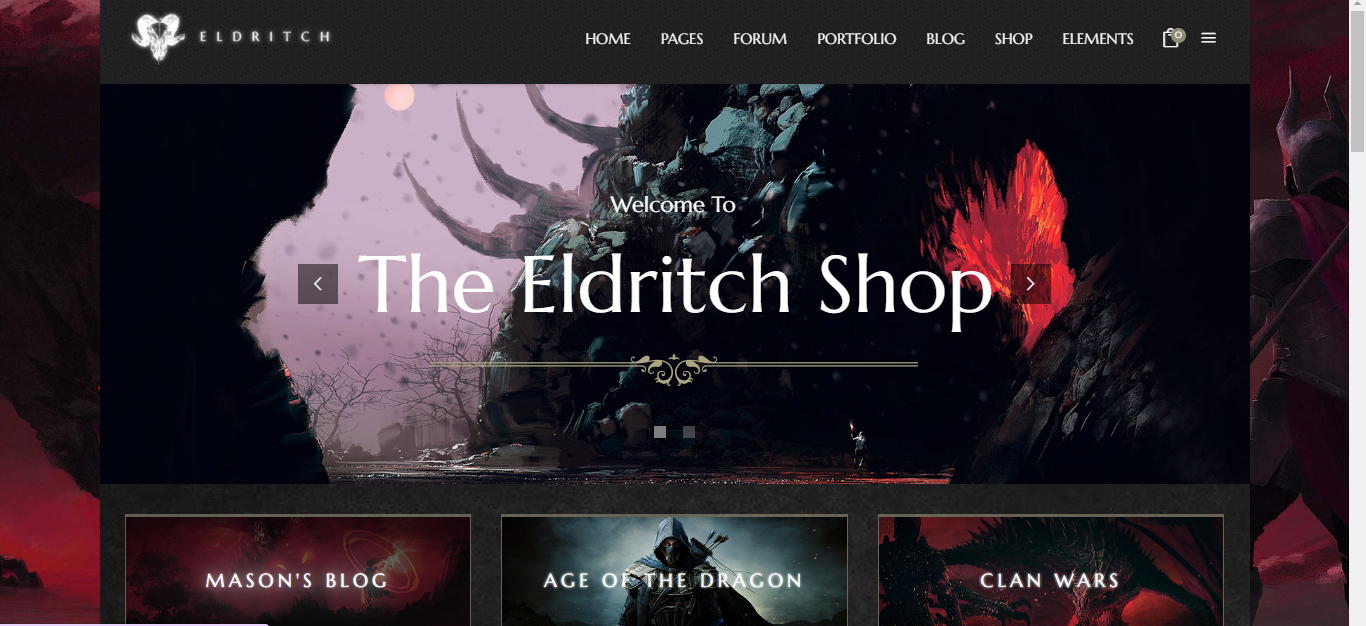 ELDRITCH
HOME PAGES FORUM PORTFOLIO BLOG SHOP ELEMENTS 0
Welcome To
The Eldritch Shop
MASON'S BLOG
AGE OF THE DRAGON
CLAN WARS